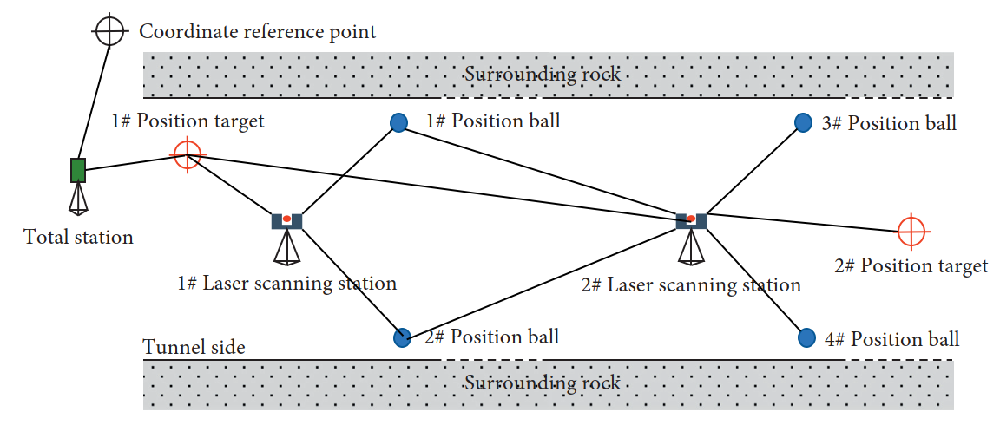 Coordinate reference point
Surrounding rock
1# Position target
1# Position ball
3# Position ball
Total station
2# Position target
1# Laser scanning station
2# Laser scanning station
2# Position ball
4# Position ball
Tunnel side
Surrounding rock